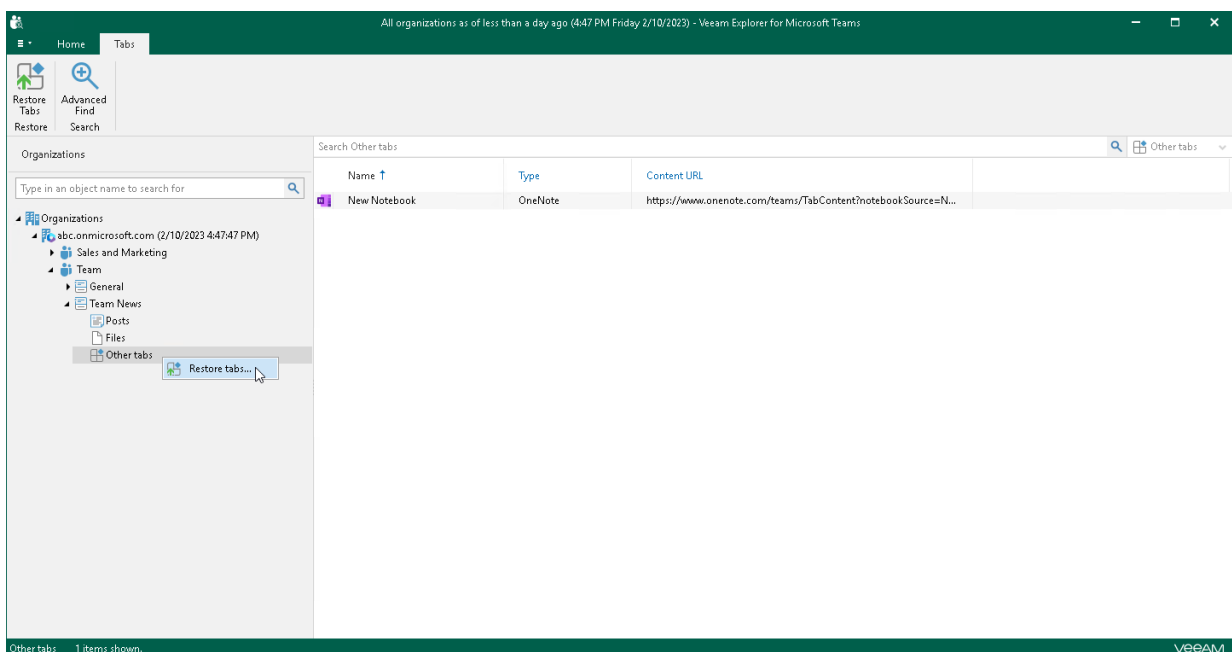 All organizations as of less than a day ago (4:47 PM Friday 2/10/2023) - Veeam Explorer for Microsoft Teams
Home Tabs
Restore Tabs
Advanced Find
Restore Search
Organizations
Type in an object name to search for
Organizations
abc.onmicrosoft.com (2/10/2023 4:47:47 PM)
Sales and Marketing
Team
General
Team News
Posts
Files
Other tabs
Restore tabs...
Search Other tabs Other tabs
Name ↑ Type Content URL
New Notebook OneNote https://www.onenote.com/teams/TabContent?notebookSource=N...
Other tabs 1 items shown. veeAM